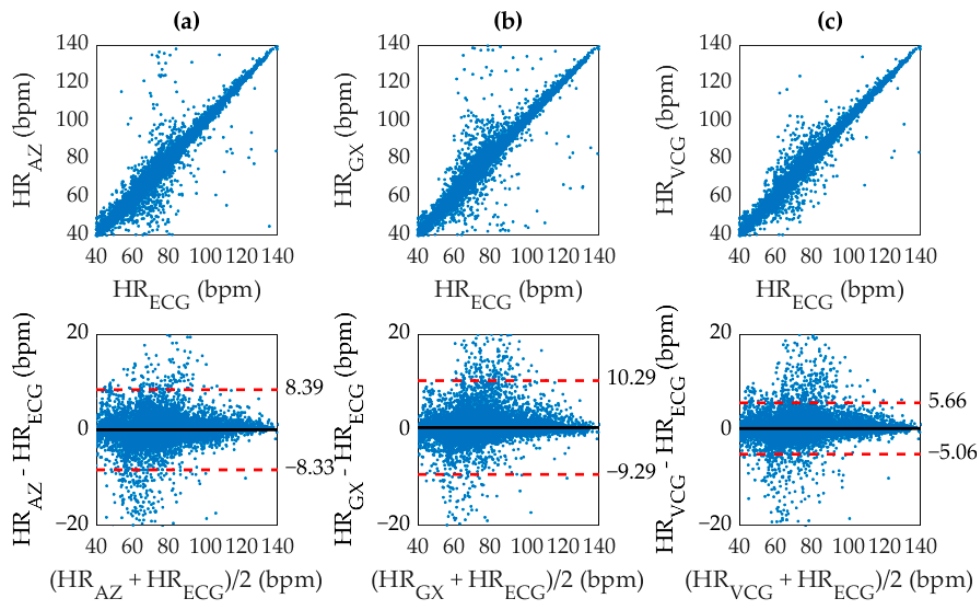 (a) (b) (c)
140 140 140
120 120 120
100 100 100
80 80 80
60 60 60
40 40 40
HR_AZ (bpm) HR_GX (bpm) HR_VCG (bpm)
40 60 80 100 120 140 40 60 80 100 120 140 40 60 80 100 120 140
HR_ECG (bpm) HR_ECG (bpm) HR_ECG (bpm)
20 20 20
8.39 10.29 5.66
0 0 0
−8.33 −9.29 −5.06
−20 −20 −20
HR_AZ - HR_ECG (bpm) HR_GX - HR_ECG (bpm) HR_VCG - HR_ECG (bpm)
40 60 80 100 120 140 40 60 80 100 120 140 40 60 80 100 120 140
(HR_AZ + HR_ECG)/2 (bpm) (HR_GX + HR_ECG)/2 (bpm) (HR_VCG + HR_ECG)/2 (bpm)